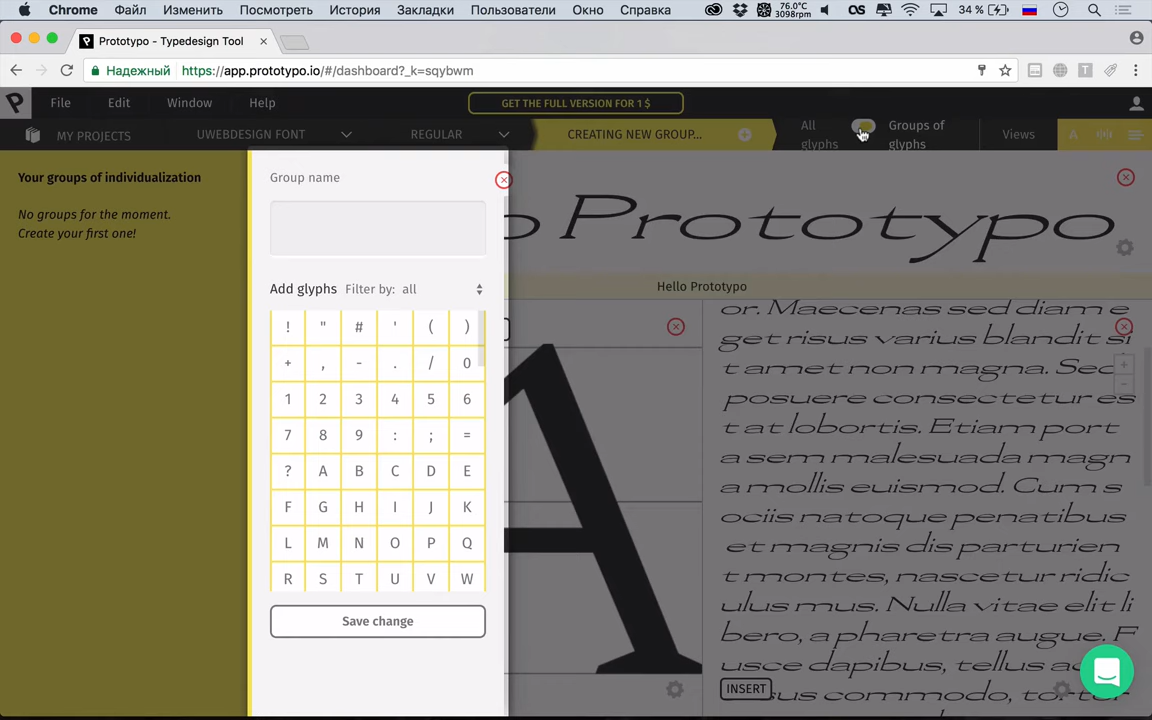 Chrome Файл Изменить Посмотреть История Закладки Пользователи Окно Справка 76.0°C 3098rpm 34 %
Prototypo - Typedesign Tool
Надежный https://app.prototypo.io/#/dashboard?_k=sqybwm
File Edit Window Help GET THE FULL VERSION FOR 1 $
MY PROJECTS UWEBDESIGN FONT REGULAR CREATING NEW GROUP... All glyphs Groups of glyphs Views
Your groups of individualization
No groups for the moment.
Create your first one!
Group name
Add glyphs Filter by: all
! " # ' ( )
+ , - . / 0
1 2 3 4 5 6
7 8 9 : ; =
? A B C D E
F G H I J K
L M N O P Q
R S T U V W
Save change
o Prototypo
Hello Prototypo
A
or. Maecenas sed diam e
get risus varius blandit si
t amet non magna. Sed
posuere consectetur es
t at lobortis. Etiam port
a sem malesuada magn
a mollis euismod. Cum s
ociis natoque penatibus
et magnis dis parturien
t montes, nascetur ridic
ulus mus. Nulla vitae elit li
bero, a pharetra augue. F
usce dapibus, tellus ac
sus commodo, tortor
INSERT